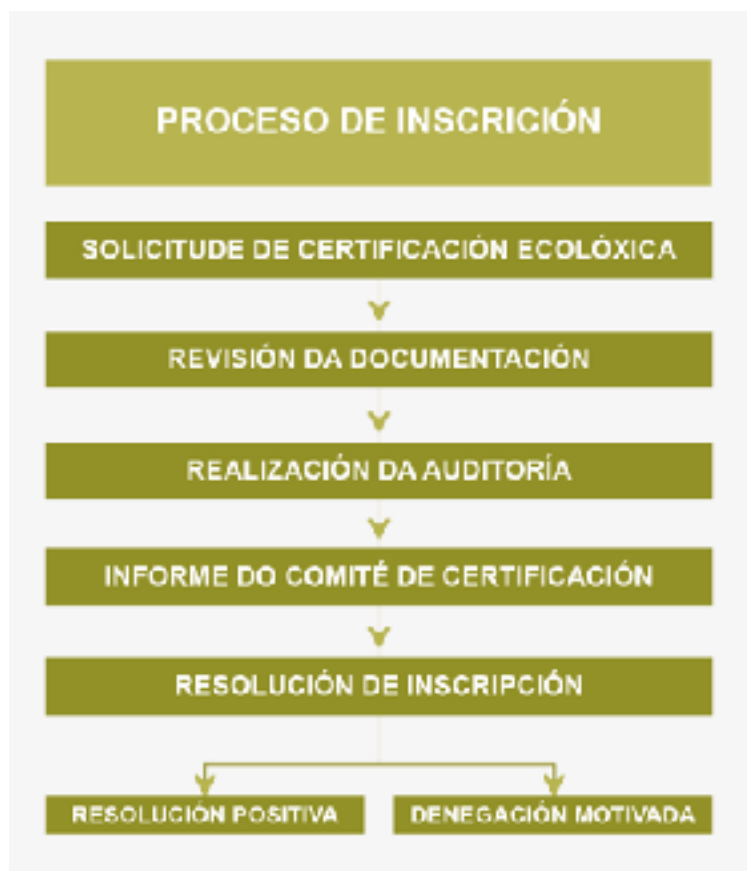 PROCESO DE INSCRICIÓN
SOLICITUDE DE CERTIFICACIÓN ECOLÓXICA
REVISIÓN DA DOCUMENTACIÓN
REALIZACIÓN DA AUDITORÍA
INFORME DO COMITÉ DE CERTIFICACIÓN
RESOLUCIÓN DE INSCRIPCIÓN
RESOLUCIÓN POSITIVA
DENEGACIÓN MOTIVADA